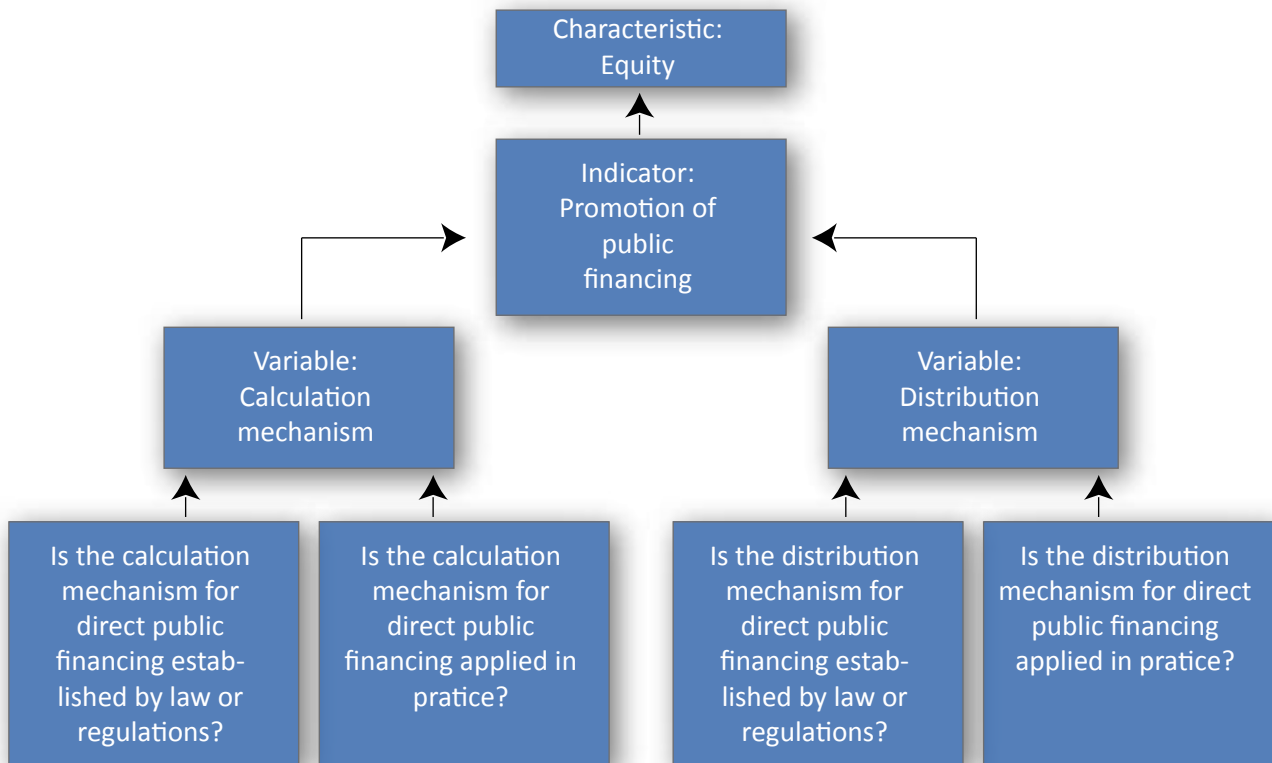 Characteristic:
Equity
Indicator:
Promotion of
public
financing
Variable:
Calculation
mechanism
Variable:
Distribution
mechanism
Is the calculation
mechanism for
direct public
financing estab-
lished by law or
regulations?
Is the calculation
mechanism for
direct public
financing applied in
pratice?
Is the distribution
mechanism for
direct public
financing estab-
lished by law or
regulations?
Is the distribution
mechanism for direct
public financing
applied in pratice?